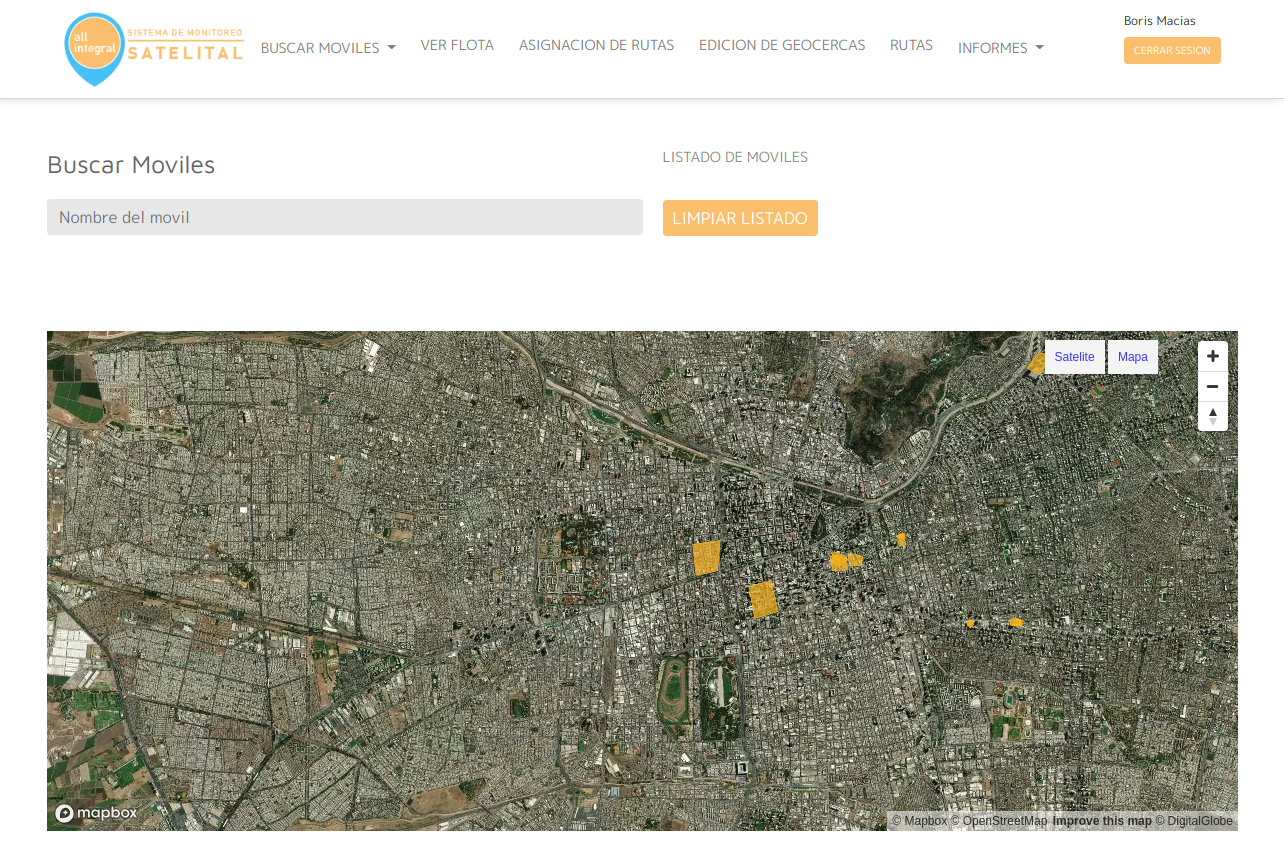 all
integral
SISTEMA DE MONITOREO
SATELITAL
BUSCAR MOVILES
VER FLOTA
ASIGNACION DE RUTAS
EDICION DE GEOCERCAS
RUTAS
INFORMES
Boris Macias
CERRAR SESION
Buscar Moviles
LISTADO DE MOVILES
Nombre del movil
LIMPIAR LISTADO
Satelite
Mapa
mapbox
© Mapbox © OpenStreetMap Improve this map © DigitalGlobe